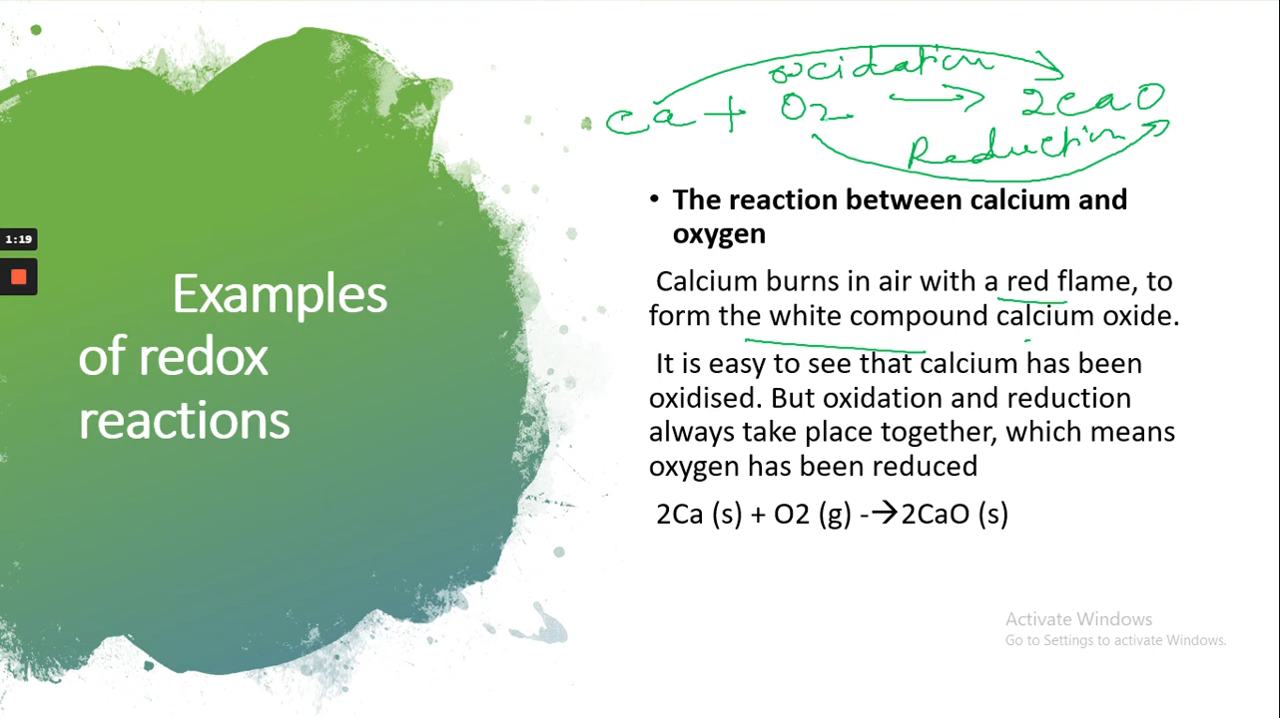 oxidation
Ca + O2 → 2CaO
Reduction
• The reaction between calcium and
oxygen
Calcium burns in air with a red flame, to
form the white compound calcium oxide.
It is easy to see that calcium has been
oxidised. But oxidation and reduction
always take place together, which means
oxygen has been reduced
2Ca (s) + O2 (g) -→2CaO (s)
1:19
Examples
of redox
reactions
Activate Windows
Go to Settings to activate Windows.